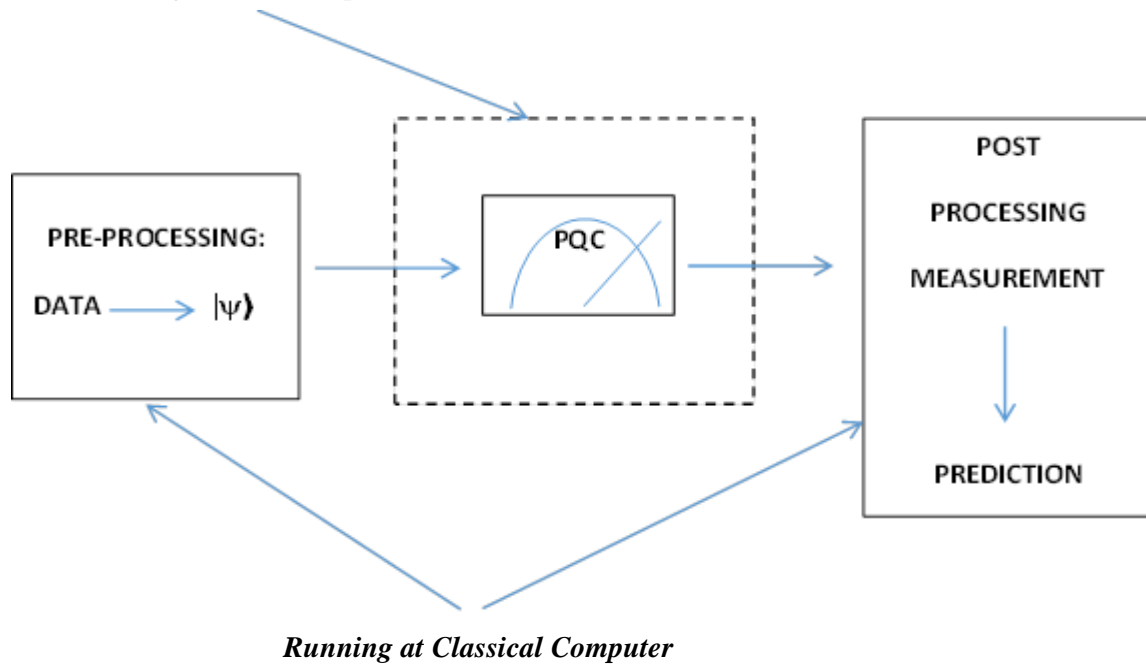 PQC
PRE-PROCESSING:
DATA |ψ⟩
POST
PROCESSING
MEASUREMENT
PREDICTION
Running at Classical Computer